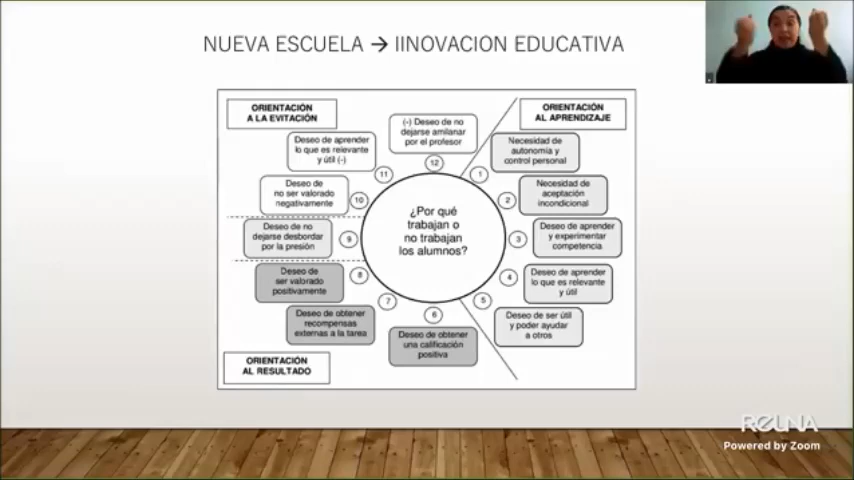 NUEVA ESCUELA → IINOVACION EDUCATIVA
ORIENTACIÓN
A LA EVITACIÓN
(-) Deseo de no
dejarse amilanar
por el profesor
12
ORIENTACIÓN
AL APRENDIZAJE
Deseo de aprender
lo que es relevante
y útil (-)
11
Necesidad de
autonomía y
control personal
1
Deseo de
no ser valorado
negativamente
10
Necesidad de
aceptación
incondicional
2
¿Por qué
trabajan o
no trabajan
los alumnos?
Deseo de no
dejarse desbordar
por la presión
9
Deseo de aprender
y experimentar
competencia
3
Deseo de
ser valorado
positivamente
8
Deseo de aprender
lo que es relevante
y útil
4
Deseo de obtener
recompensas
externas a la tarea
7
Deseo de ser útil
y poder ayudar
a otros
5
Deseo de obtener
una calificación
positiva
6
ORIENTACIÓN
AL RESULTADO
REUNA
Powered by Zoom